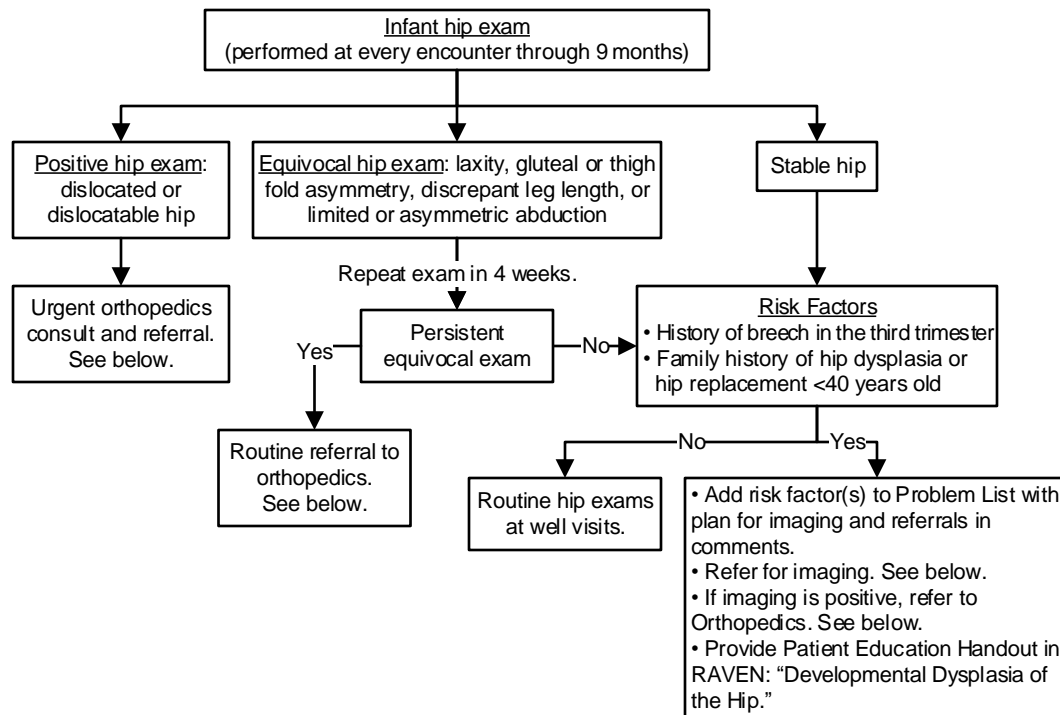 Infant hip exam
(performed at every encounter through 9 months)
Positive hip exam:
dislocated or
dislocatable hip
Equivocal hip exam: laxity, gluteal or thigh
fold asymmetry, discrepant leg length, or
limited or asymmetric abduction
Stable hip
Repeat exam in 4 weeks.
Urgent orthopedics
consult and referral.
See below.
Yes
Persistent
equivocal exam
No
Risk Factors
• History of breech in the third trimester
• Family history of hip dysplasia or
hip replacement <40 years old
Routine referral to
orthopedics.
See below.
No
Yes
Routine hip exams
at well visits.
• Add risk factor(s) to Problem List with
plan for imaging and referrals in
comments.
• Refer for imaging. See below.
• If imaging is positive, refer to
Orthopedics. See below.
• Provide Patient Education Handout in
RAVEN: “Developmental Dysplasia of
the Hip.”